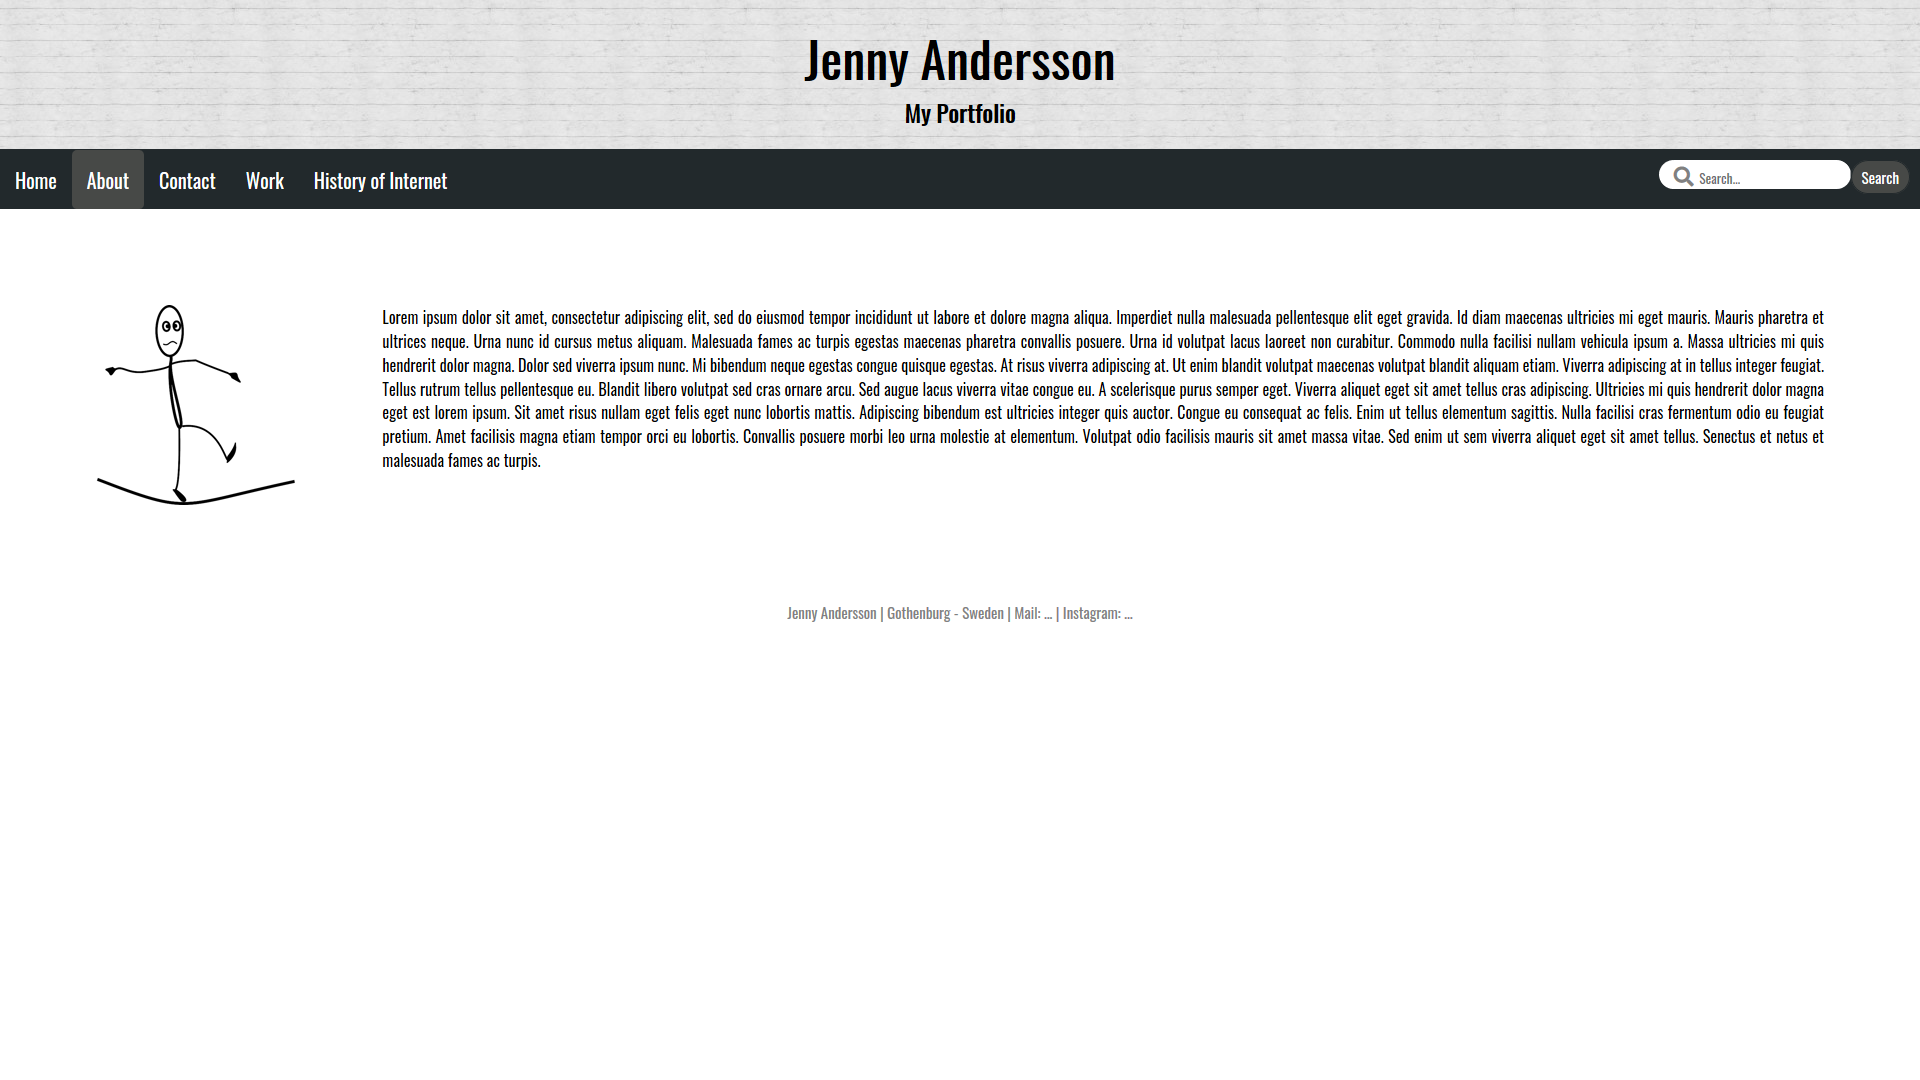 Jenny Andersson
My Portfolio
Home About Contact Work History of Internet Search... Search
Lorem ipsum dolor sit amet, consectetur adipiscing elit, sed do eiusmod tempor incididunt ut labore et dolore magna aliqua. Imperdiet nulla malesuada pellentesque elit eget gravida. Id diam maecenas ultricies mi eget mauris. Mauris pharetra et
ultrices neque. Urna nunc id cursus metus aliquam. Malesuada fames ac turpis egestas maecenas pharetra convallis posuere. Urna id volutpat lacus laoreet non curabitur. Commodo nulla facilisi nullam vehicula ipsum a. Massa ultricies mi quis
hendrerit dolor magna. Dolor sed viverra ipsum nunc. Mi bibendum neque egestas congue quisque egestas. At risus viverra adipiscing at. Ut enim blandit volutpat maecenas volutpat blandit aliquam etiam. Viverra adipiscing at in tellus integer feugiat.
Tellus rutrum tellus pellentesque eu. Blandit libero volutpat sed cras ornare arcu. Sed augue lacus viverra vitae congue eu. A scelerisque purus semper eget. Viverra aliquet eget sit amet tellus cras adipiscing. Ultricies mi quis hendrerit dolor magna
eget est lorem ipsum. Sit amet risus nullam eget felis eget nunc lobortis mattis. Adipiscing bibendum est ultricies integer quis auctor. Congue eu consequat ac felis. Enim ut tellus elementum sagittis. Nulla facilisi cras fermentum odio eu feugiat
pretium. Amet facilisis magna etiam tempor orci eu lobortis. Convallis posuere morbi leo urna molestie at elementum. Volutpat odio facilisis mauris sit amet massa vitae. Sed enim ut sem viverra aliquet eget sit amet tellus. Senectus et netus et
malesuada fames ac turpis.
Jenny Andersson | Gothenburg - Sweden | Mail: ... | Instagram: ...